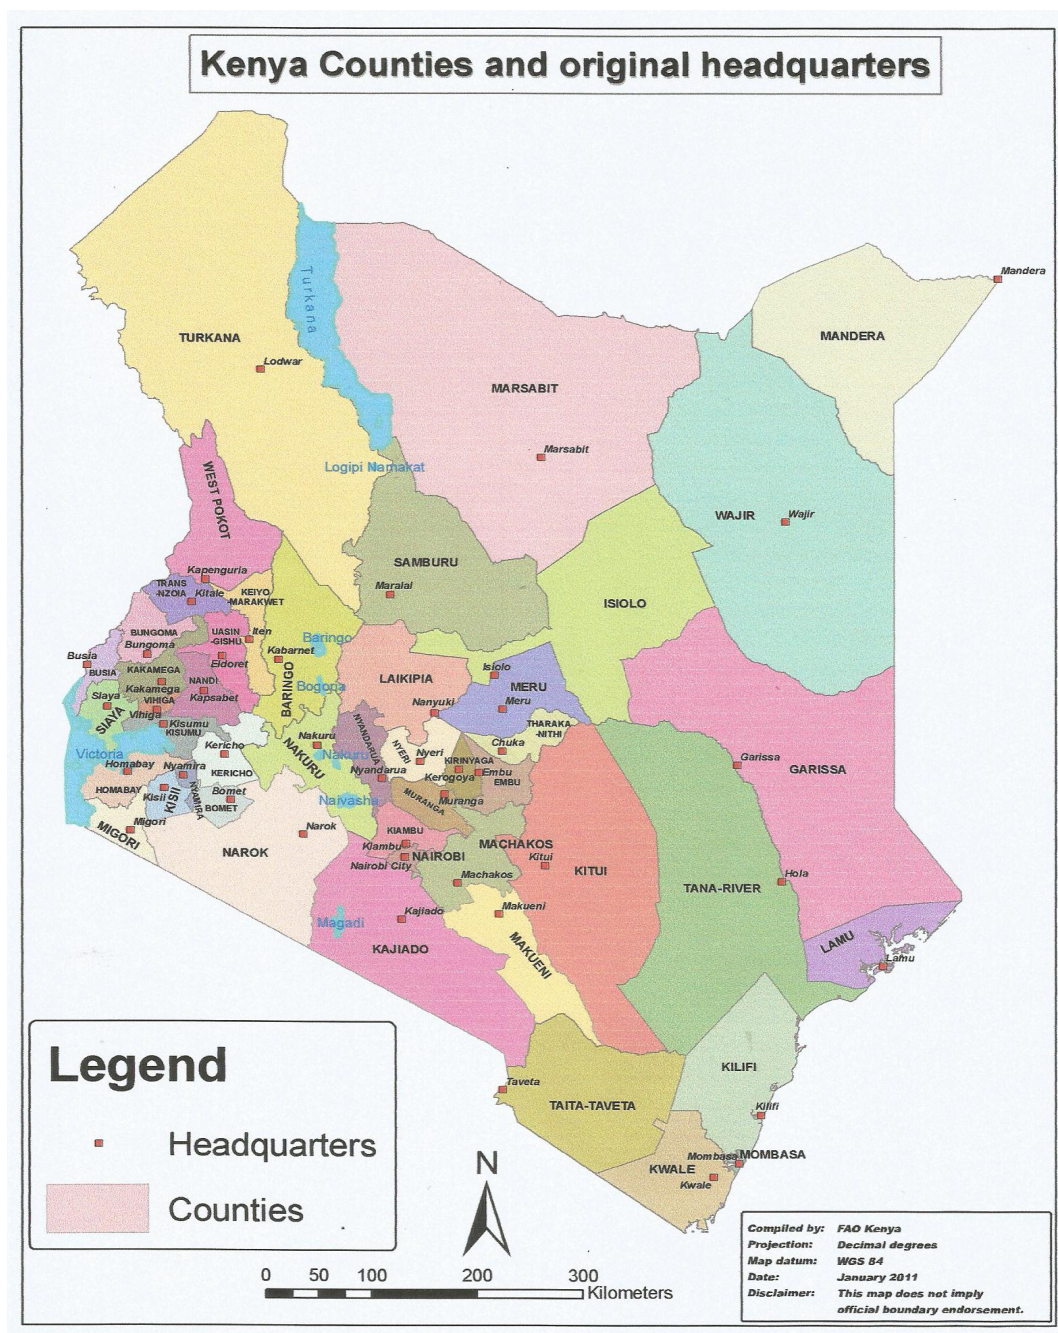 Kenya Counties and original headquarters
Mandera
MANDERA
Turkana
TURKANA
Lodwar
MARSABIT
Marsabit
Logipi Namakat
WEST POKOT
WAJIR
Wajir
SAMBURU
Maralal
ISIOLO
Kapenguria
TRANS
-NZOIA
Kitale
KEIYO
-MARAKWET
BUNGOMA
Bungoma
UASIN
-GISHU
Iten
Eldoret
Baringo
Kabarnet
BARINGO
Bogoria
Busia
BUSIA
KAKAMEGA
Kakamega
NANDI
Kapsabet
Siaya
SIAYA
VIHIGA
Vihiga
Kisumu
KISUMU
LAIKIPIA
Nanyuki
Isiolo
MERU
Meru
THARAKA
-NITHI
Chuka
NYANDARUA
Nyandarua
NYERI
Nyeri
KIRINYAGA
Kerogoya
Embu
EMBU
Nakuru
NAKURU
Nakuru
Victoria
Kericho
KERICHO
Homabay
HOMABAY
Nyamira
NYAMIRA
Kisii
KISII
Bomet
BOMET
Naivasha
MURANGA
Muranga
Migori
MIGORI
Narok
NAROK
KIAMBU
Kiambu
NAIROBI
Nairobi City
MACHAKOS
Machakos
Kitui
KITUI
Garissa
GARISSA
TANA-RIVER
Hola
Magadi
Kajiado
KAJIADO
Makueni
MAKUENI
LAMU
Lamu
KILIFI
Kilifi
Taveta
TAITA-TAVETA
Mombasa
MOMBASA
KWALE
Kwale
Legend
Headquarters
Counties
N
0 50 100 200 300
Kilometers
Compiled by: FAO Kenya
Projection: Decimal degrees
Map datum: WGS 84
Date: January 2011
Disclaimer: This map does not imply
official boundary endorsement.